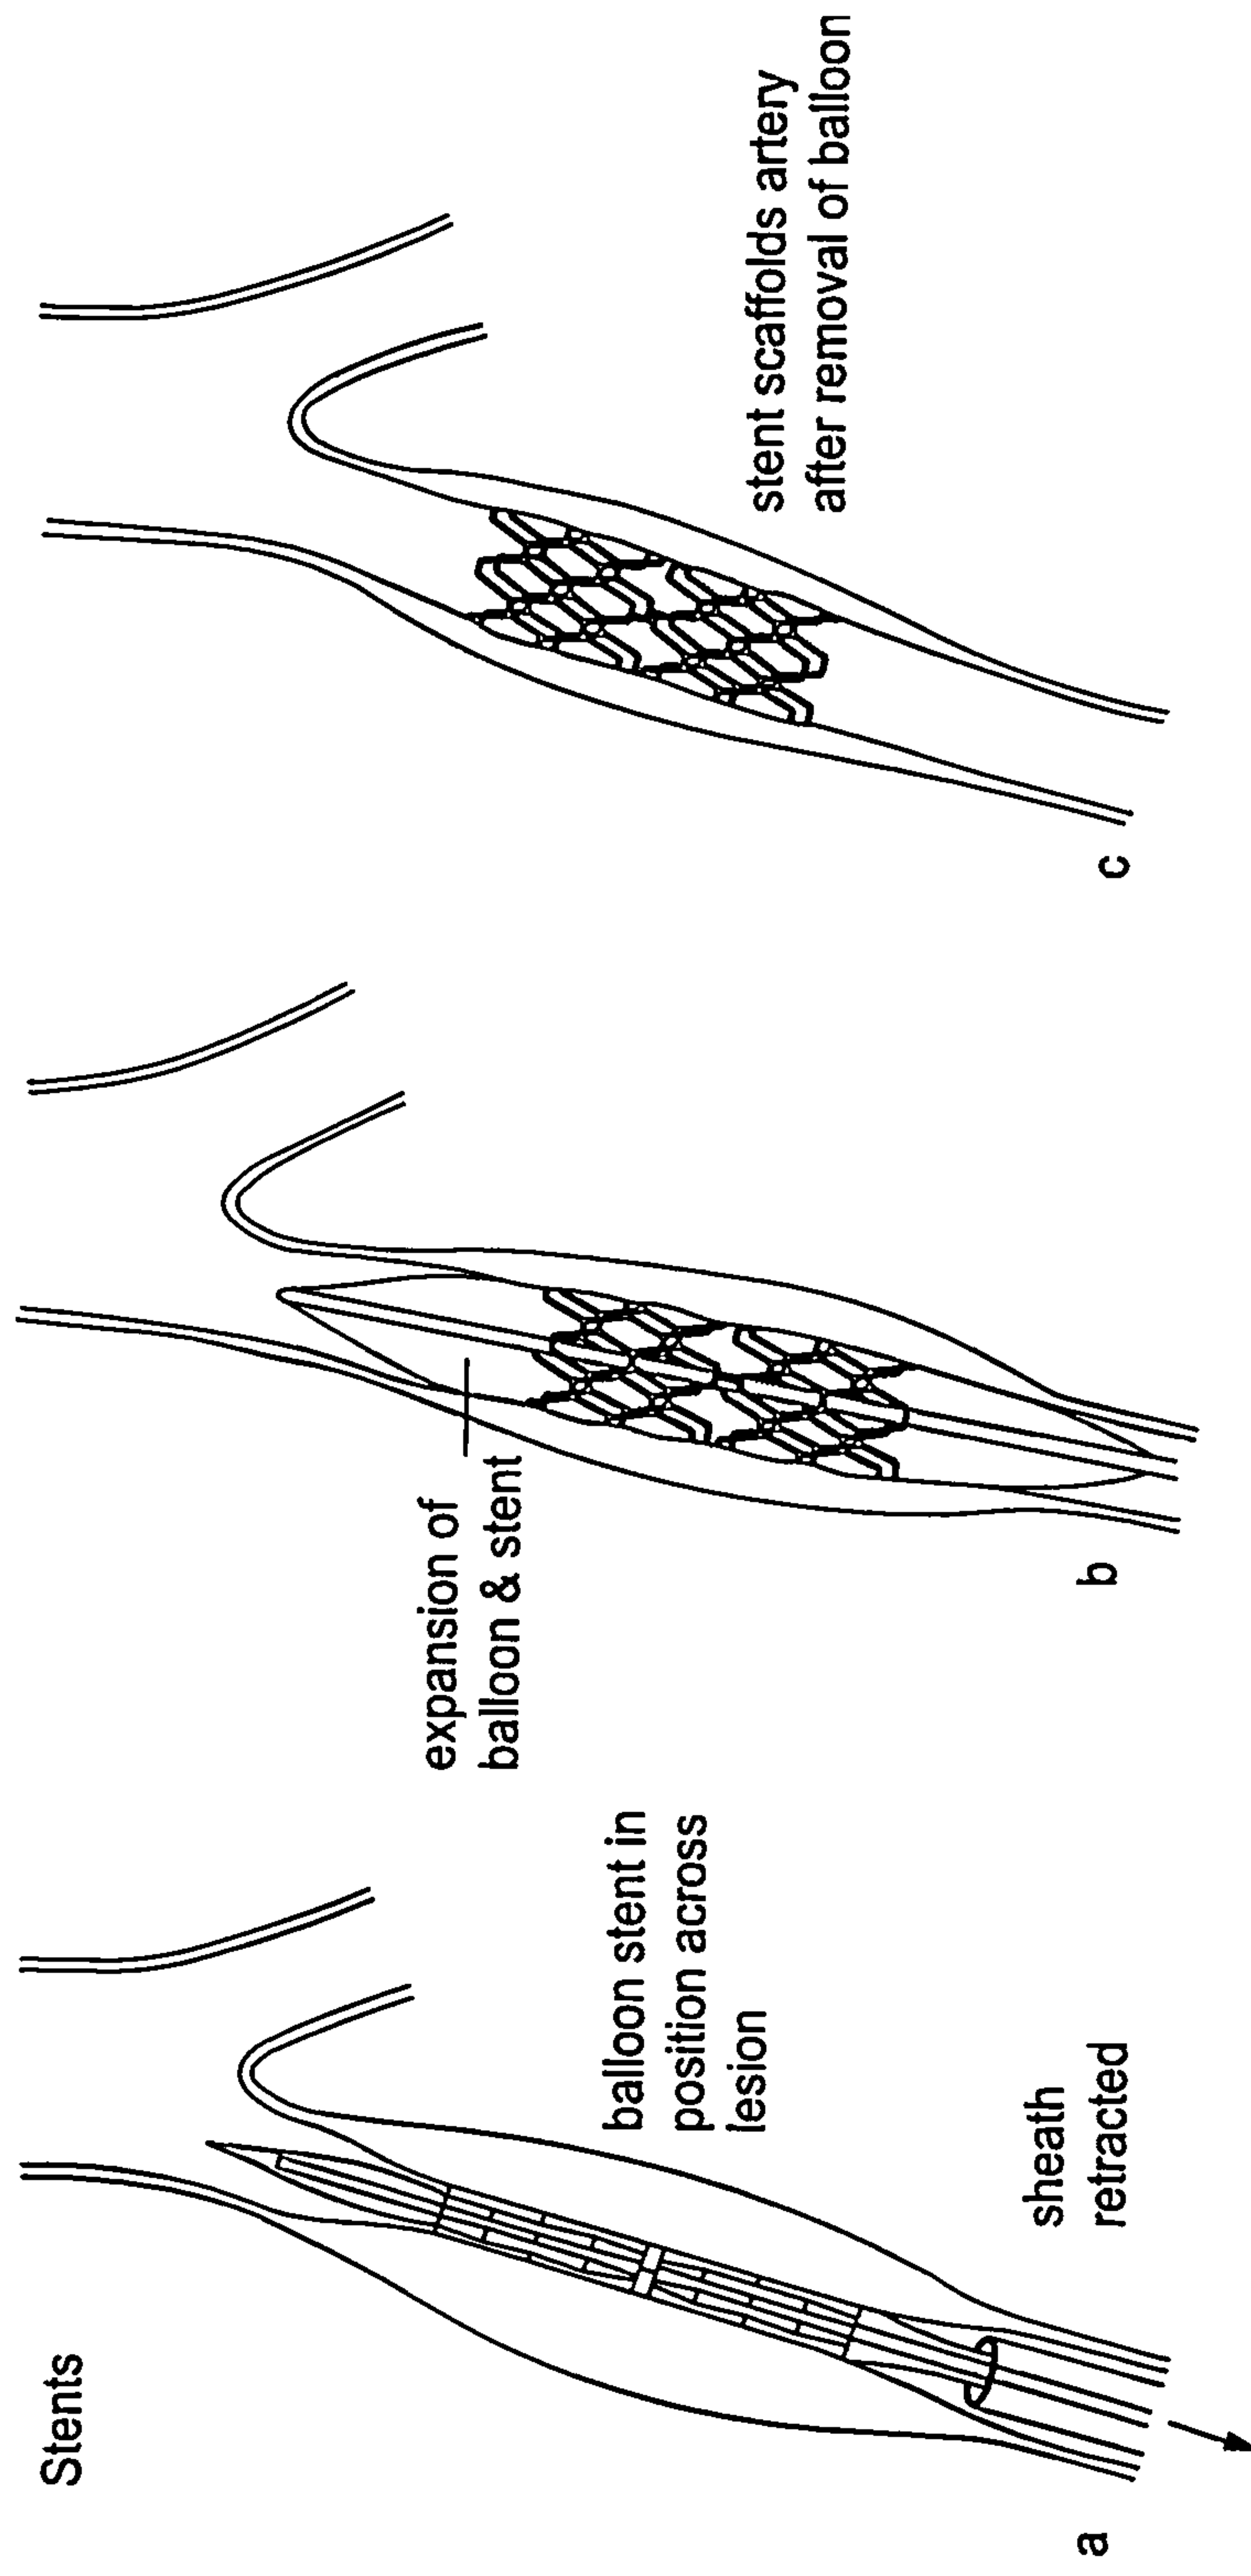 Stents
balloon stent in
position across
lesion
sheath
retracted
a
expansion of
balloon & stent
b
stent scaffolds artery
after removal of balloon
c